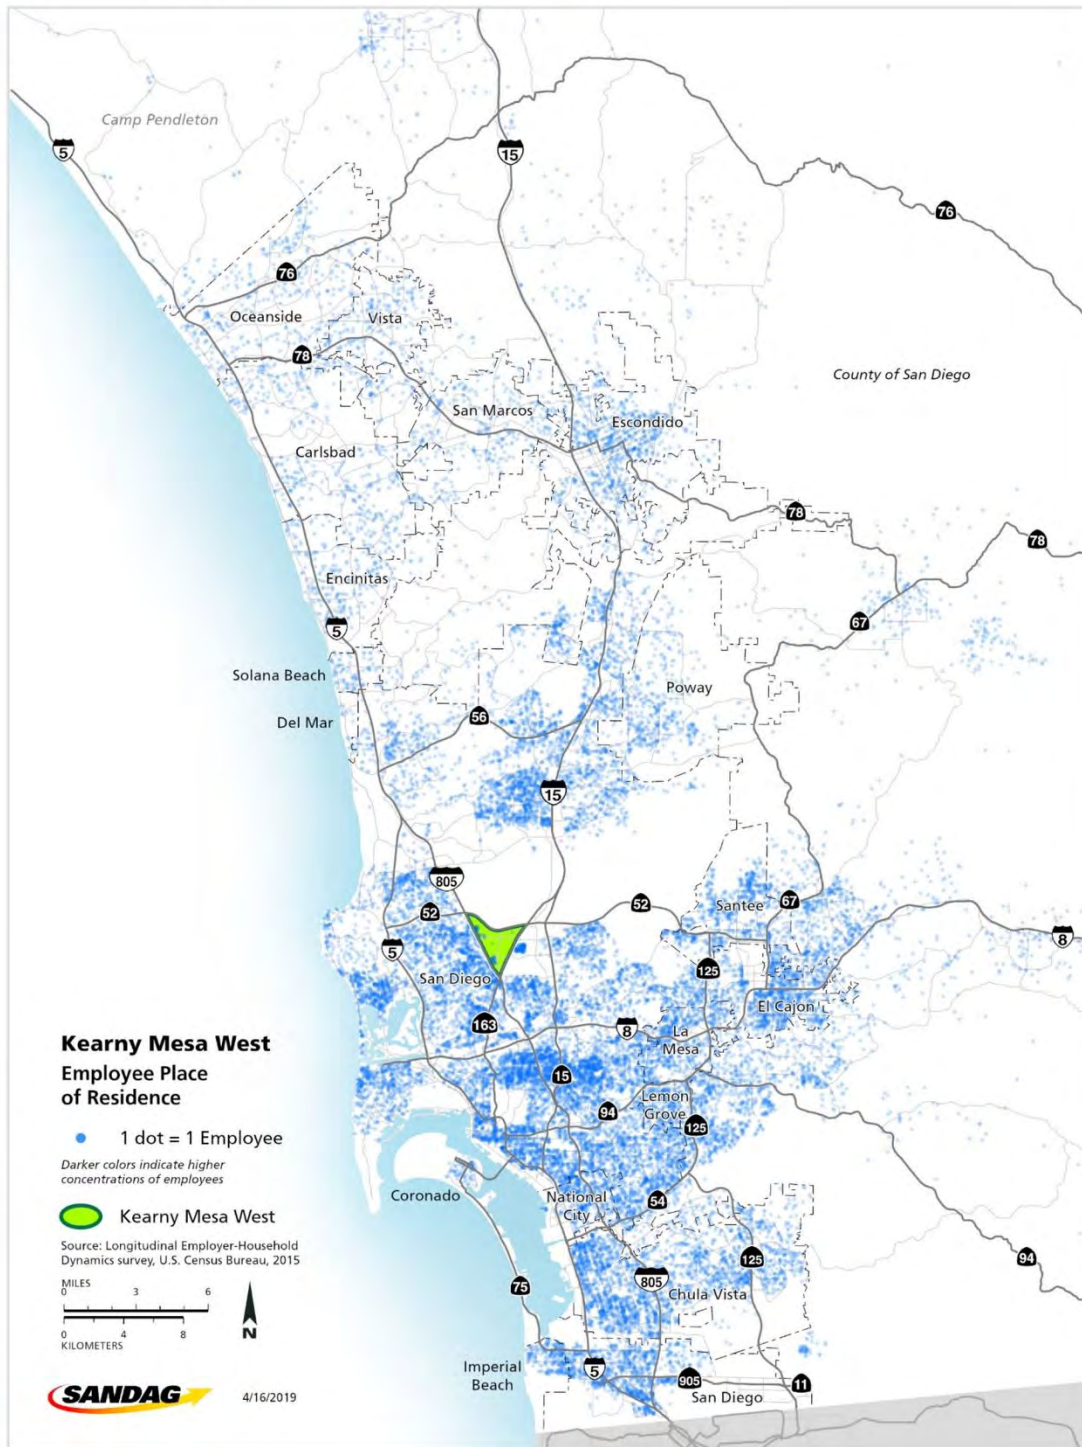 Camp Pendleton
5
15
76
76
Oceanside
Vista
78
County of San Diego
San Marcos
Escondido
Carlsbad
78
78
Encinitas
5
67
Solana Beach
Poway
Del Mar
56
15
805
52
52
Santee
67
5
8
San Diego
125
El Cajon
163
8
La
Mesa
15
94
Lemon
Grove
125
Coronado
National
City
54
75
805
125
Chula Vista
94
Imperial
Beach
5
905
11
San Diego
Kearny Mesa West
Employee Place
of Residence
1 dot = 1 Employee
Darker colors indicate higher
concentrations of employees
Kearny Mesa West
Source: Longitudinal Employer-Household
Dynamics survey, U.S. Census Bureau, 2015
MILES
0 3 6
0 4 8
KILOMETERS
N
SANDAG
4/16/2019